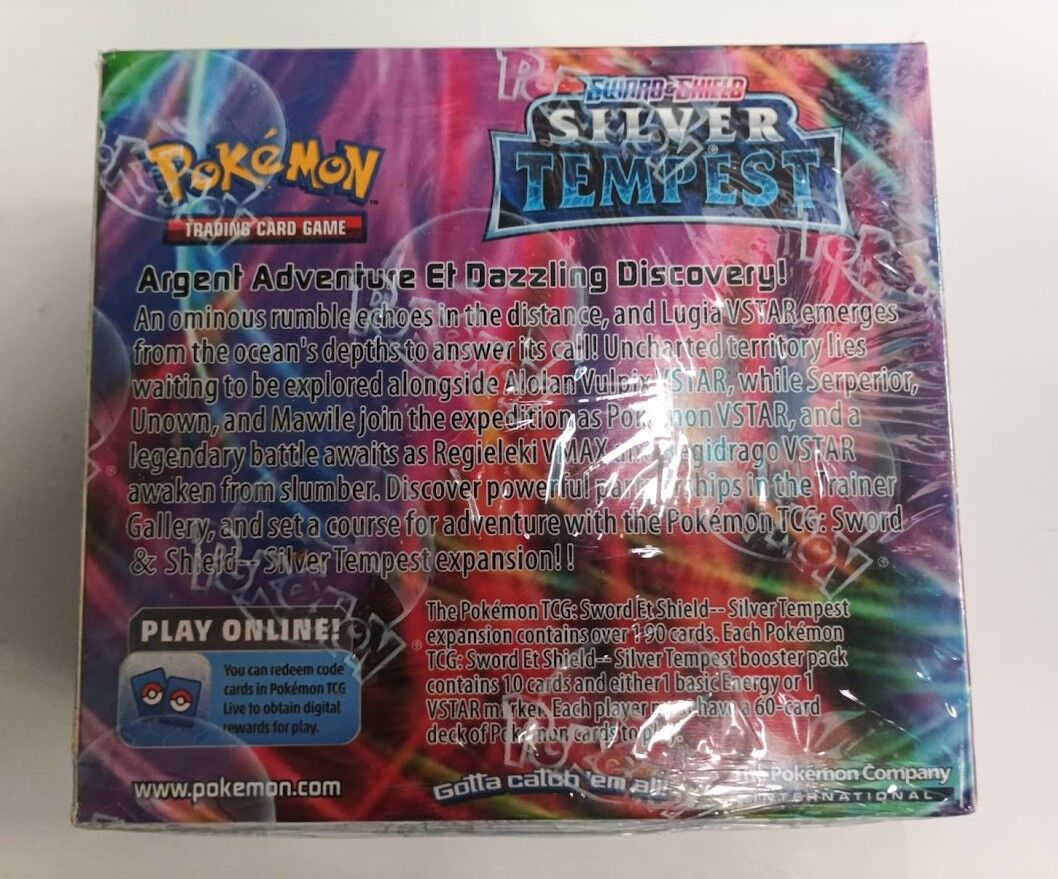 POKéMON
TRADING CARD GAME
SWORD & SHIELD
SILVER
TEMPEST
Argent Adventure Et Dazzling Discovery!
An ominous rumble echoes in the distance, and Lugia VSTAR emerges
from the ocean's depths to answer its call! Uncharted territory lies
waiting to be explored alongside Alolan Vulpix VSTAR, while Serperior,
Unown, and Mawile join the expedition as Pokémon VSTAR, and a
legendary battle awaits as Regieleki VMAX and Regidrago VSTAR
awaken from slumber. Discover powerful partnerships in the Trainer
Gallery, and set a course for adventure with the Pokémon TCG: Sword
& Shield-- Silver Tempest expansion!!
PLAY ONLINE!
You can redeem code
cards in Pokémon TCG
Live to obtain digital
rewards for play.
The Pokémon TCG: Sword Et Shield-- Silver Tempest
expansion contains over 190 cards. Each Pokémon
TCG: Sword Et Shield-- Silver Tempest booster pack
contains 10 cards and either1 basic Energy or 1
VSTAR marker. Each player must have a 60-card
deck of Pokémon cards to play.
www.pokemon.com
Gotta catch 'em all!
The Pokémon Company
INTERNATIONAL